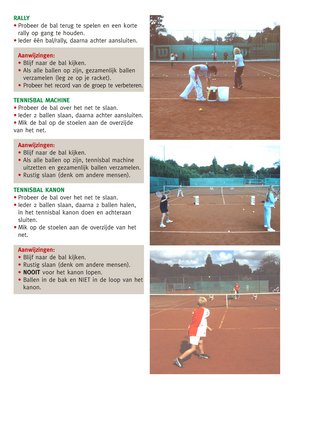 RALLY
• Probeer de bal terug te spelen en een korte
rally op gang te houden.
• Ieder één bal/rally, daarna achter aansluiten.
Aanwijzingen:
• Blijf naar de bal kijken.
• Als alle ballen op zijn, gezamenlijk ballen
verzamelen (leg ze op je racket).
• Probeer het record van de groep te verbeteren.
TENNISBAL MACHINE
• Probeer de bal over het net te slaan.
• Ieder 2 ballen slaan, daarna achter aansluiten.
• Mik de bal op de stoelen aan de overzijde
van het net.
Aanwijzingen:
• Blijf naar de bal kijken.
• Als alle ballen op zijn, tennisbal machine
uitzetten en gezamenlijk ballen verzamelen.
• Rustig slaan (denk om andere mensen).
TENNISBAL KANON
• Probeer de bal over het net te slaan.
• Ieder 2 ballen slaan, daarna 2 ballen halen,
in het tennisbal kanon doen en achteraan
sluiten.
• Mik op de stoelen aan de overzijde van het
net.
Aanwijzingen:
• Blijf naar de bal kijken.
• Rustig slaan (denk om andere mensen).
• NOOIT voor het kanon lopen.
• Ballen in de bak en NIET in de loop van het
kanon.